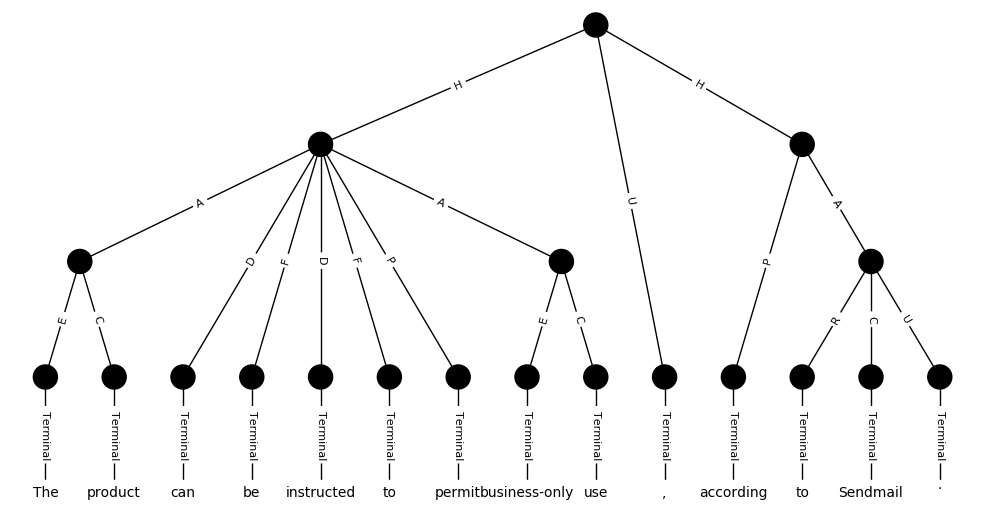 H H
U
A A A
D F D F P P
E C E C R C U
Terminal Terminal Terminal Terminal Terminal Terminal Terminal Terminal Terminal Terminal Terminal Terminal Terminal Terminal
The product can be instructed to permit business-only use , according to Sendmail .